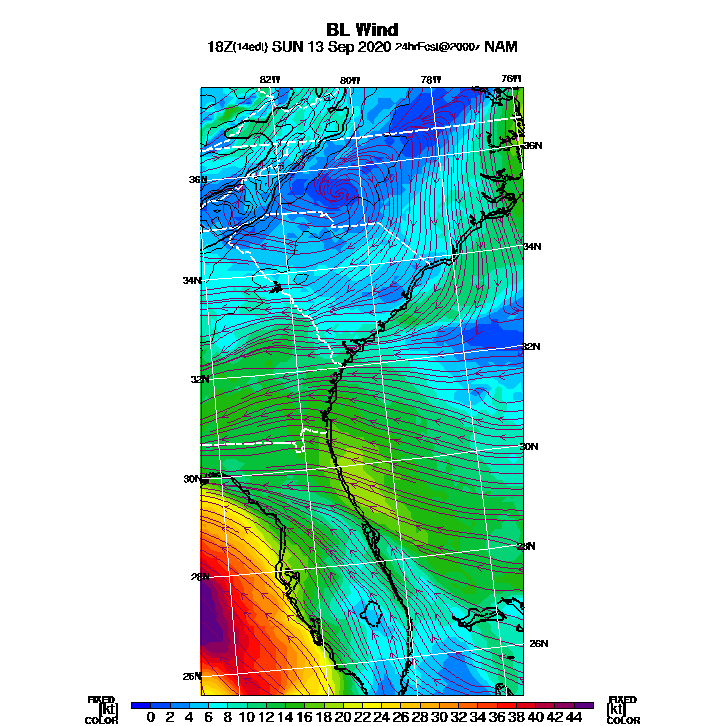 BL Wind
18Z(14edt) SUN 13 Sep 2020 24hrFcst@2000z NAM
82W 80W 78W 76W
36N
36N
34N
34N
32N
32N
30N
30N
28N
28N
26N
26N
FIXED FIXED
[kt] 0 2 4 6 8 10 12 14 16 18 20 22 24 26 28 30 32 34 36 38 40 42 44 [kt]
COLOR COLOR